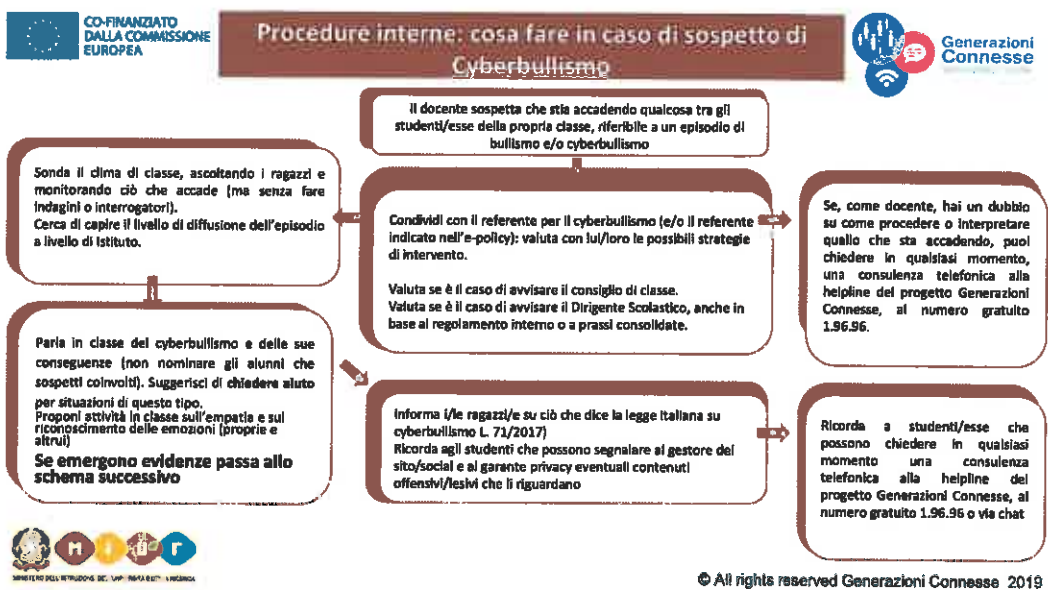 CO-FINANZIATO
DALLA COMMISSIONE
EUROPEA
Procedure interne: cosa fare in caso di sospetto di
Cyberbullismo
Generazioni
Connesse
Il docente sospetta che stia accadendo qualcosa tra gli
studenti/esse della propria classe, riferibile a un episodio di
bullismo e/o cyberbullismo
Sonda il clima di classe, ascoltando i ragazzi e
monitorando ciò che accade (ma senza fare
indagini o interrogatori).
Cerca di capire il livello di diffusione dell'episodio
a livello di Istituto.
Condividi con il referente per il cyberbullismo (e/o il referente
indicato nell'e-policy): valuta con lui/loro le possibili strategie
di intervento.
Valuta se è il caso di avvisare il consiglio di classe.
Valuta se è il caso di avvisare il Dirigente Scolastico, anche in
base al regolamento interno o a prassi consolidate.
Se, come docente, hai un dubbio
su come procedere o interpretare
quello che sta accadendo, puoi
chiedere in qualsiasi momento,
una consulenza telefonica alla
helpline del progetto Generazioni
Connesse, al numero gratuito
1.96.96.
Parla in classe del cyberbullismo e delle sue
conseguenze (non nominare gli alunni che
sospetti coinvolti). Suggerisci di chiedere aiuto
per situazioni di questo tipo.
Proponi attività in classe sull'empatia e sul
riconoscimento delle emozioni (proprie e
altrui)
Se emergono evidenze passa allo
schema successivo
Informa i/le ragazzi/e su ciò che dice la legge italiana su
cyberbullismo L. 71/2017)
Ricorda agli studenti che possono segnalare al gestore del
sito/social e al garante privacy eventuali contenuti
offensivi/lesivi che li riguardano
Ricorda a studenti/esse che
possono chiedere in qualsiasi
momento una consulenza
telefonica alla helpline del
progetto Generazioni Connesse, al
numero gratuito 1.96.96 o via chat
miur
© All rights reserved Generazioni Connesse 2019